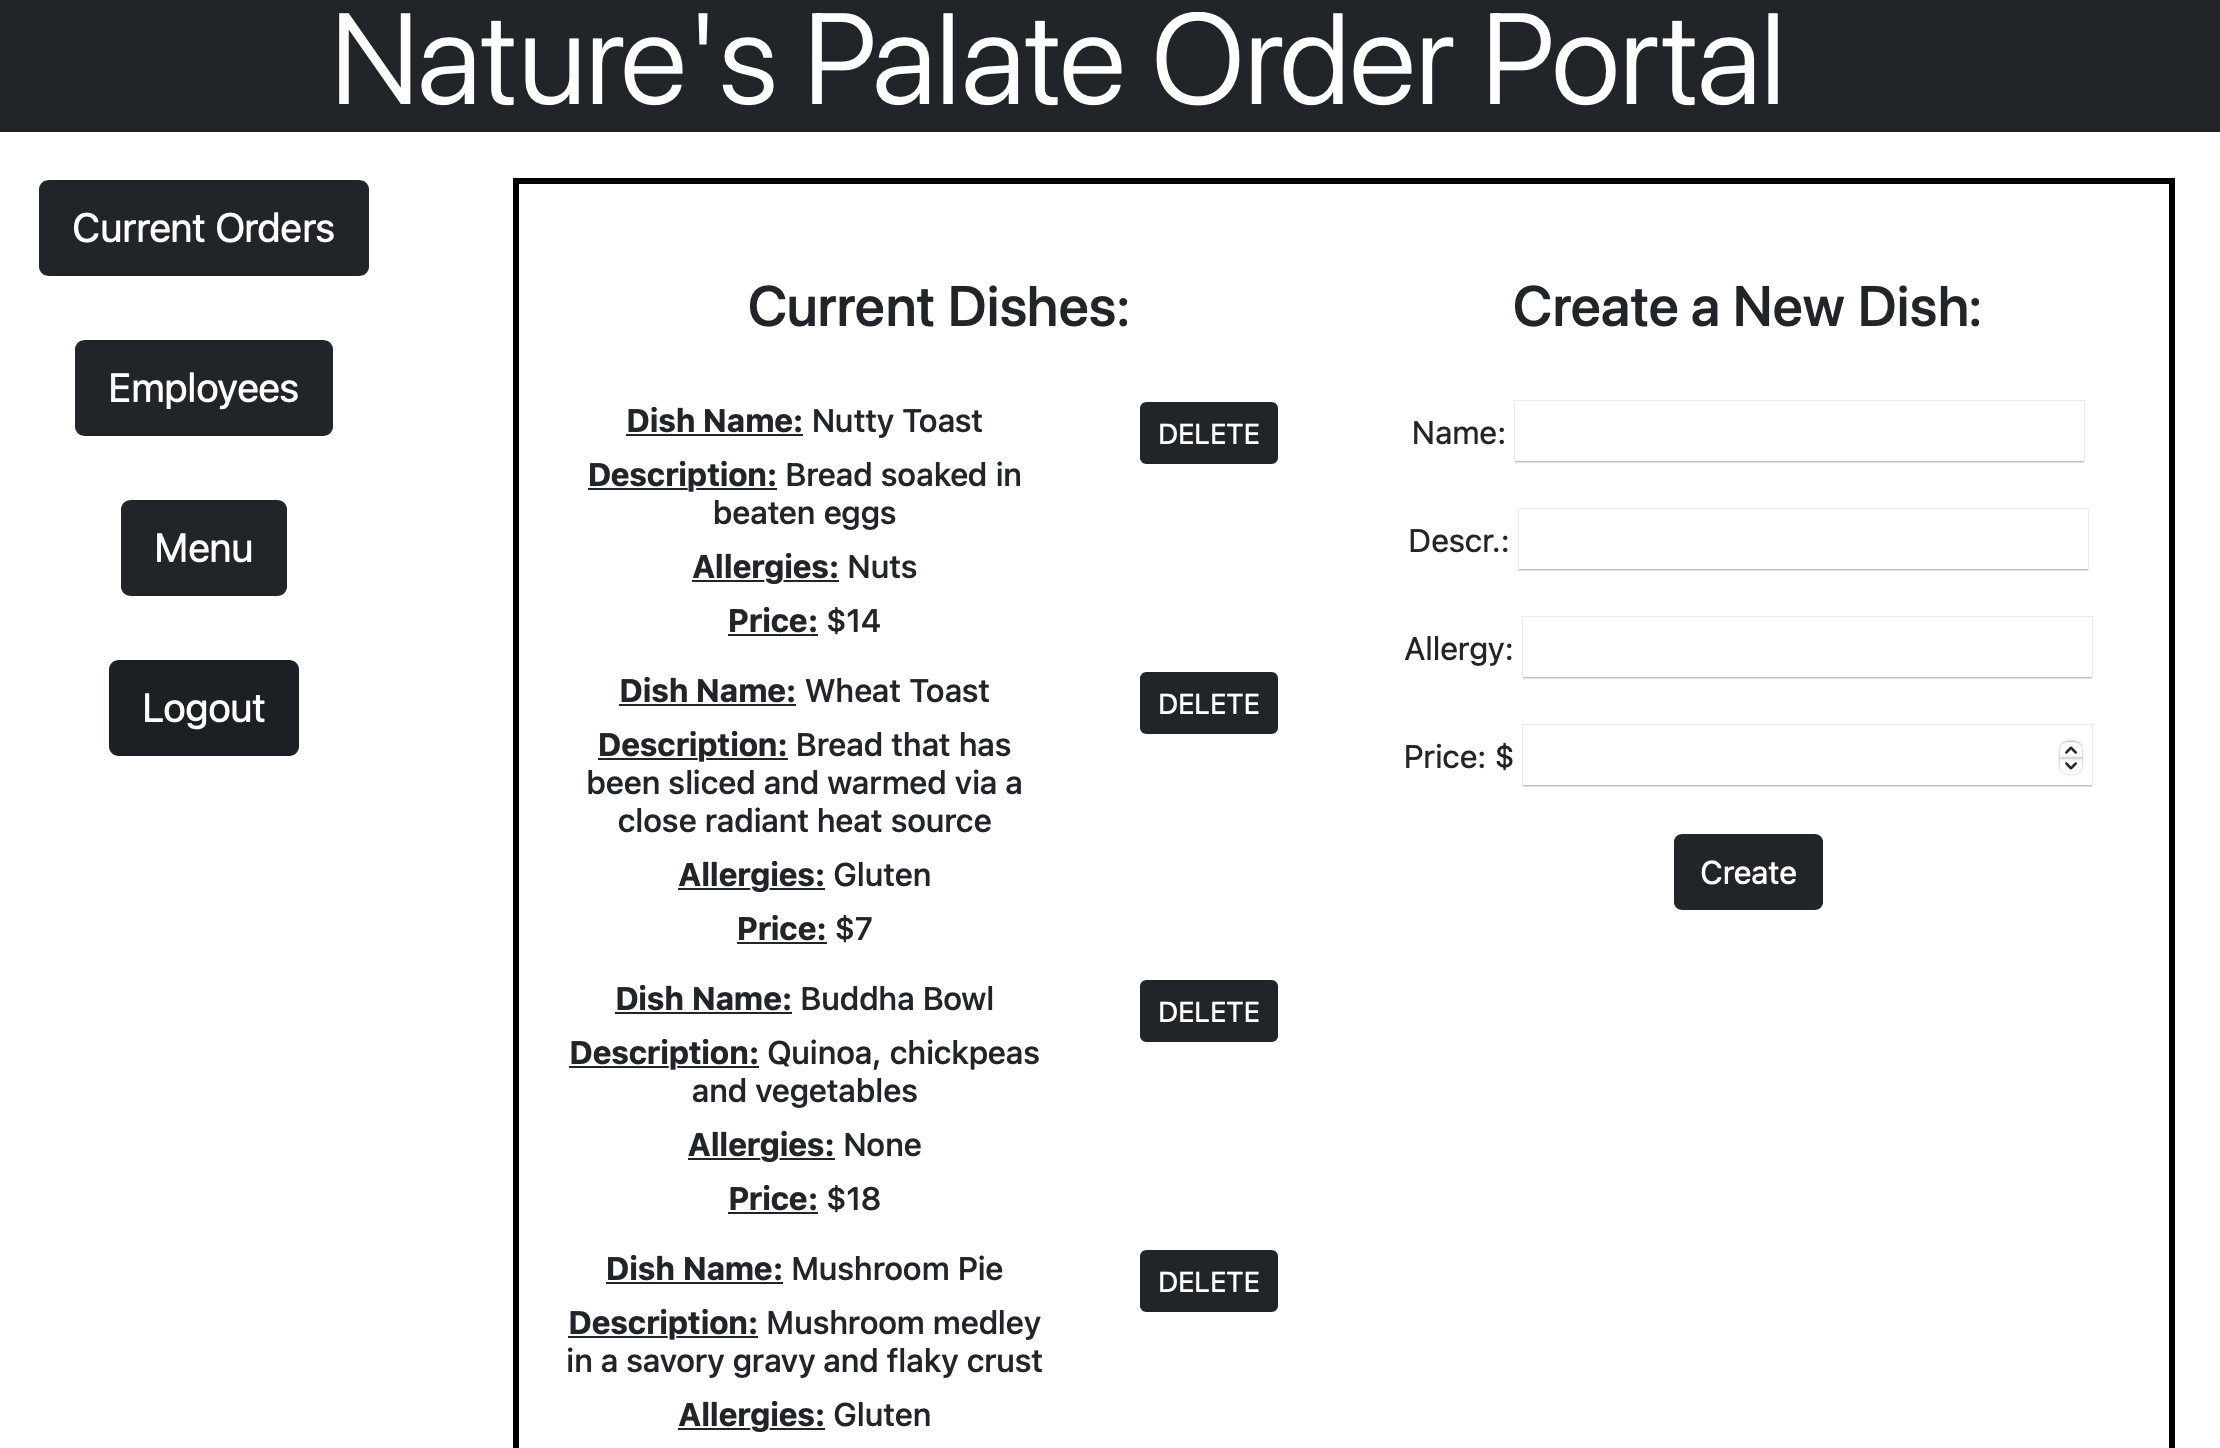 Nature's Palate Order Portal
Current Orders
Employees
Menu
Logout
Current Dishes:
Dish Name: Nutty Toast
DELETE
Description: Bread soaked in
beaten eggs
Allergies: Nuts
Price: $14
Dish Name: Wheat Toast
DELETE
Description: Bread that has
been sliced and warmed via a
close radiant heat source
Allergies: Gluten
Price: $7
Dish Name: Buddha Bowl
DELETE
Description: Quinoa, chickpeas
and vegetables
Allergies: None
Price: $18
Dish Name: Mushroom Pie
DELETE
Description: Mushroom medley
in a savory gravy and flaky crust
Allergies: Gluten
Create a New Dish:
Name:
Descr.:
Allergy:
Price: $
Create